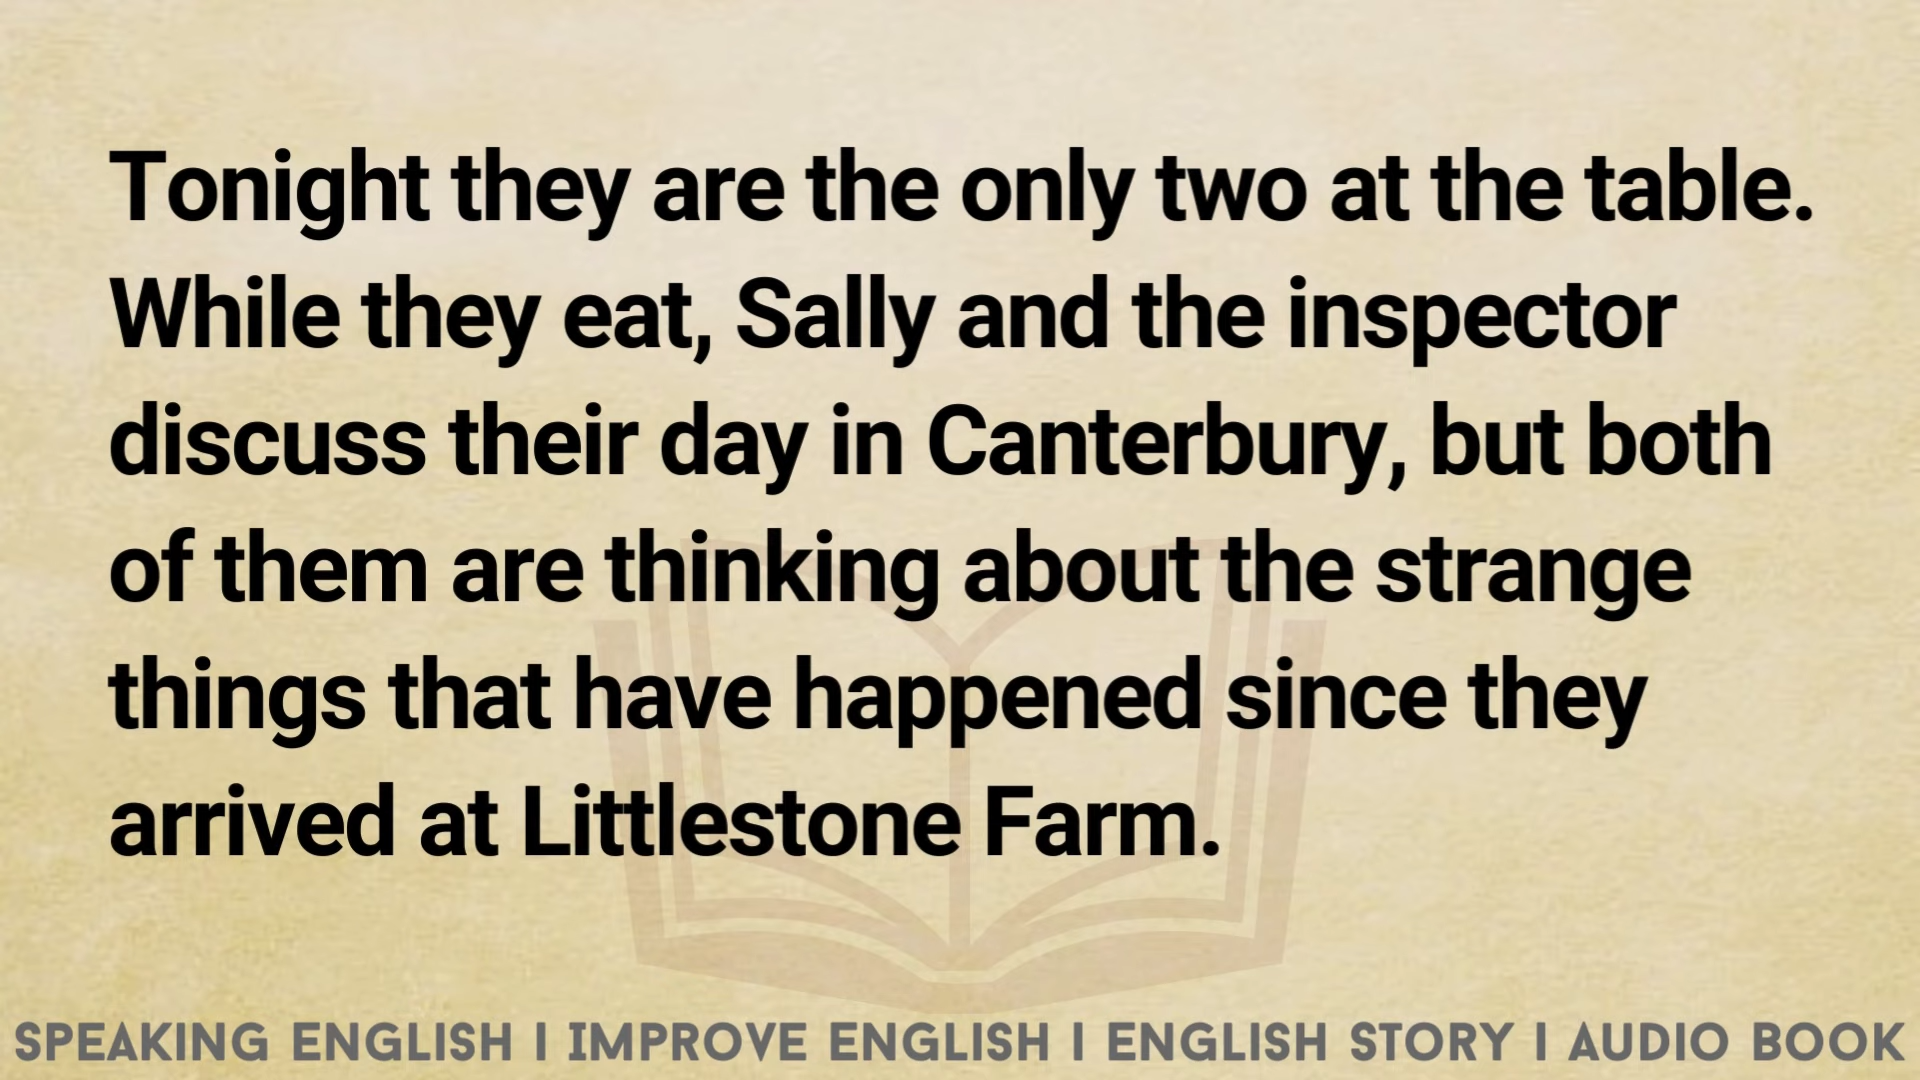 Tonight they are the only two at the table.
While they eat, Sally and the inspector
discuss their day in Canterbury, but both
of them are thinking about the strange
things that have happened since they
arrived at Littlestone Farm.
SPEAKING ENGLISH | IMPROVE ENGLISH | ENGLISH STORY | AUDIO BOOK